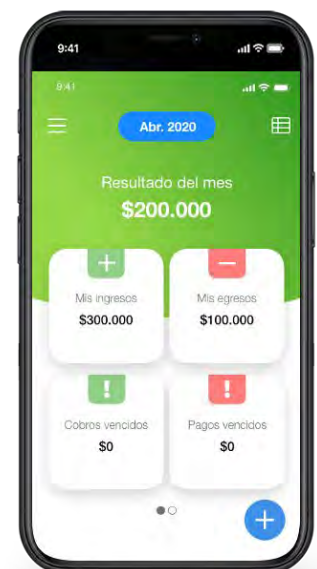 9:41
9:41
Abr. 2020
Resultado del mes
$200.000
Mis ingresos
$300.000
Mis egresos
$100.000
Cobros vencidos
$0
Pagos vencidos
$0